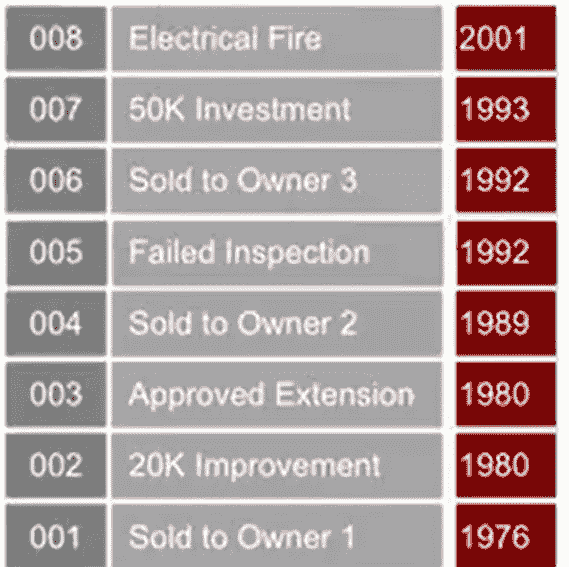 008 Electrical Fire 2001
007 50K Investment 1993
006 Sold to Owner 3 1992
005 Failed Inspection 1992
004 Sold to Owner 2 1989
003 Approved Extension 1980
002 20K Improvement 1980
001 Sold to Owner 1 1976